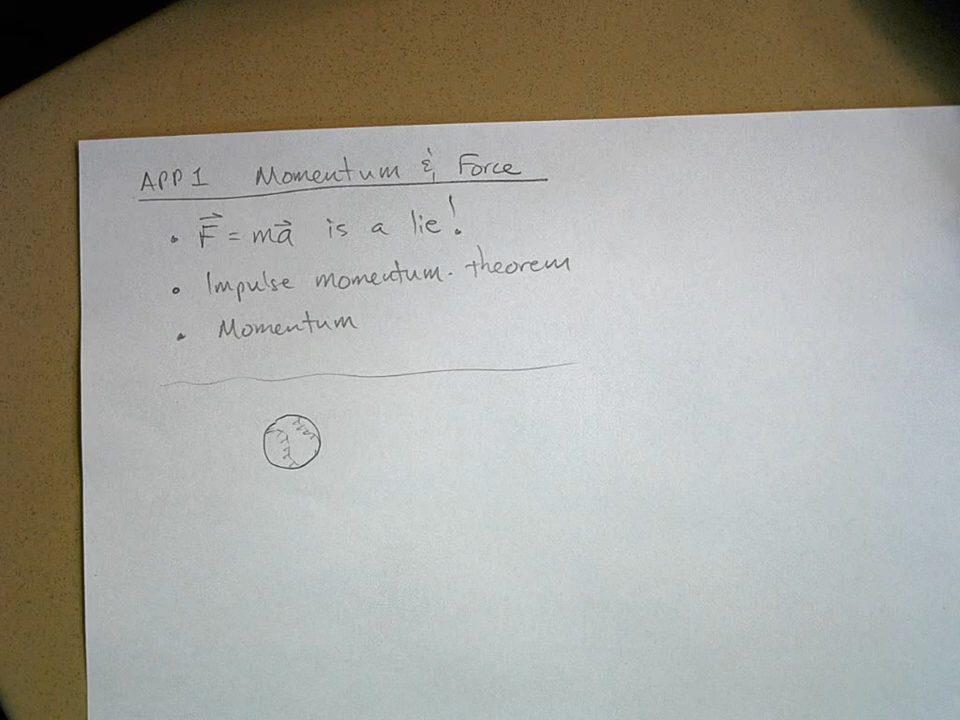 APP 1 Momentum & Force
• F⃗ = ma⃗ is a lie!
• Impulse momentum. theorem
• Momentum